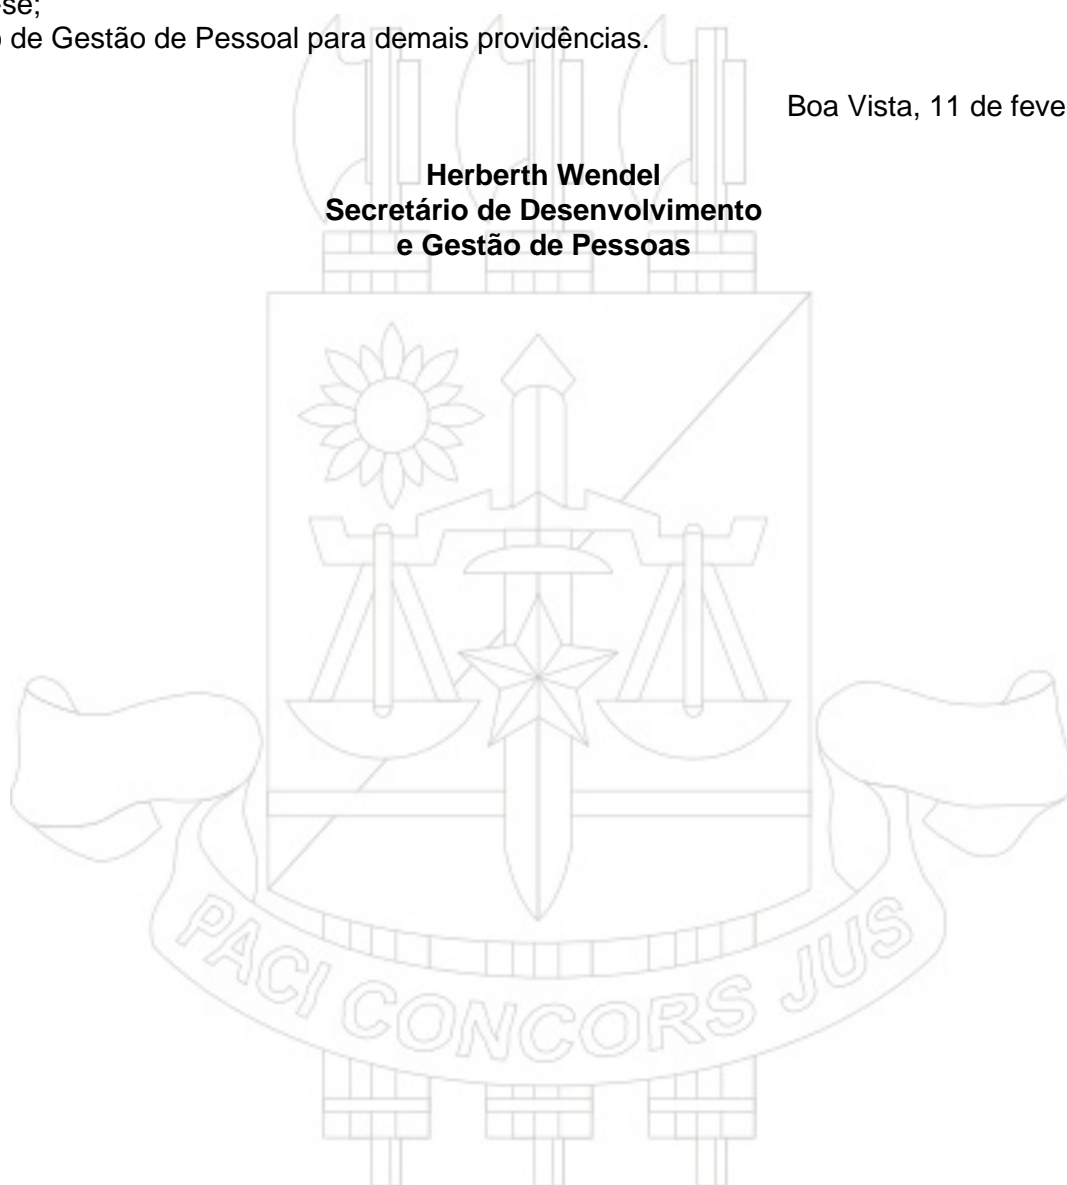 se;
de Gestão de Pessoal para demais providências.
Boa Vista, 11 de feve
Herberth Wendel
Secretário de Desenvolvimento
e Gestão de Pessoas
PACI CONCORS JUS